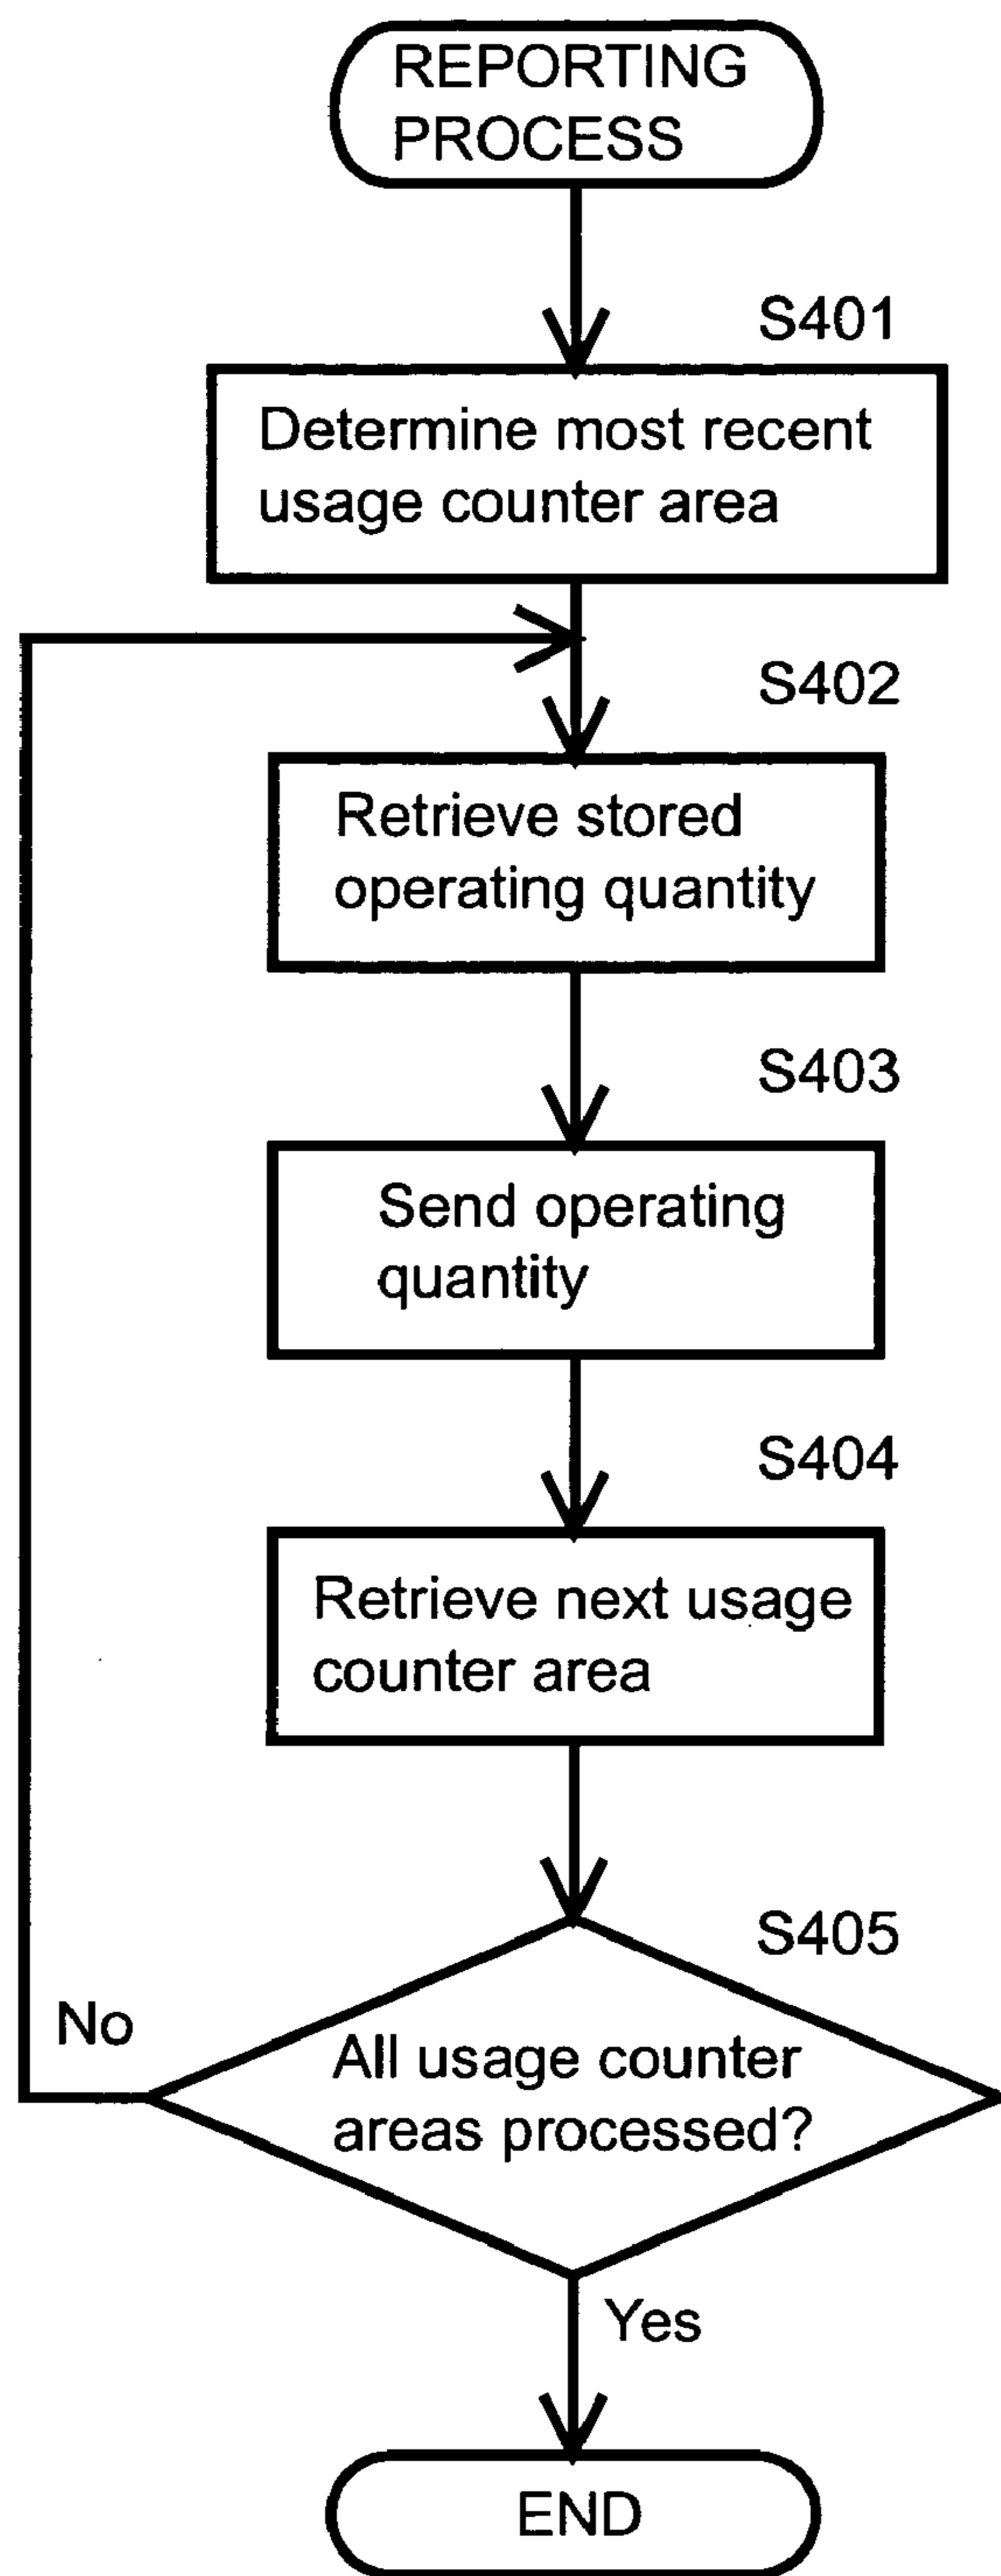 REPORTING
PROCESS
S401
Determine most recent
usage counter area
S402
Retrieve stored
operating quantity
S403
Send operating
quantity
S404
Retrieve next usage
counter area
S405
No
All usage counter
areas processed?
Yes
END